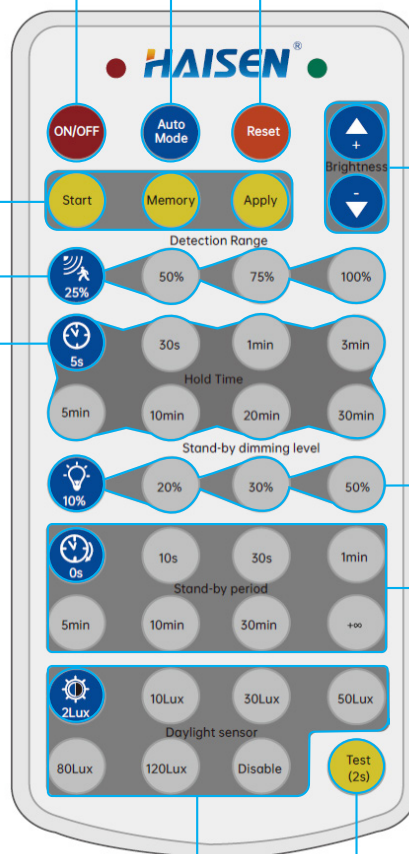 HAISEN®
ON/OFF
Auto
Mode
Reset
+
Brightness
-
Start
Memory
Apply
Detection Range
25%
50%
75%
100%
5s
30s
1min
3min
Hold Time
5min
10min
20min
30min
Stand-by dimming level
10%
20%
30%
50%
0s
10s
30s
1min
Stand-by period
5min
10min
30min
+∞
2Lux
10Lux
30Lux
50Lux
Daylight sensor
80Lux
120Lux
Disable
Test
(2s)